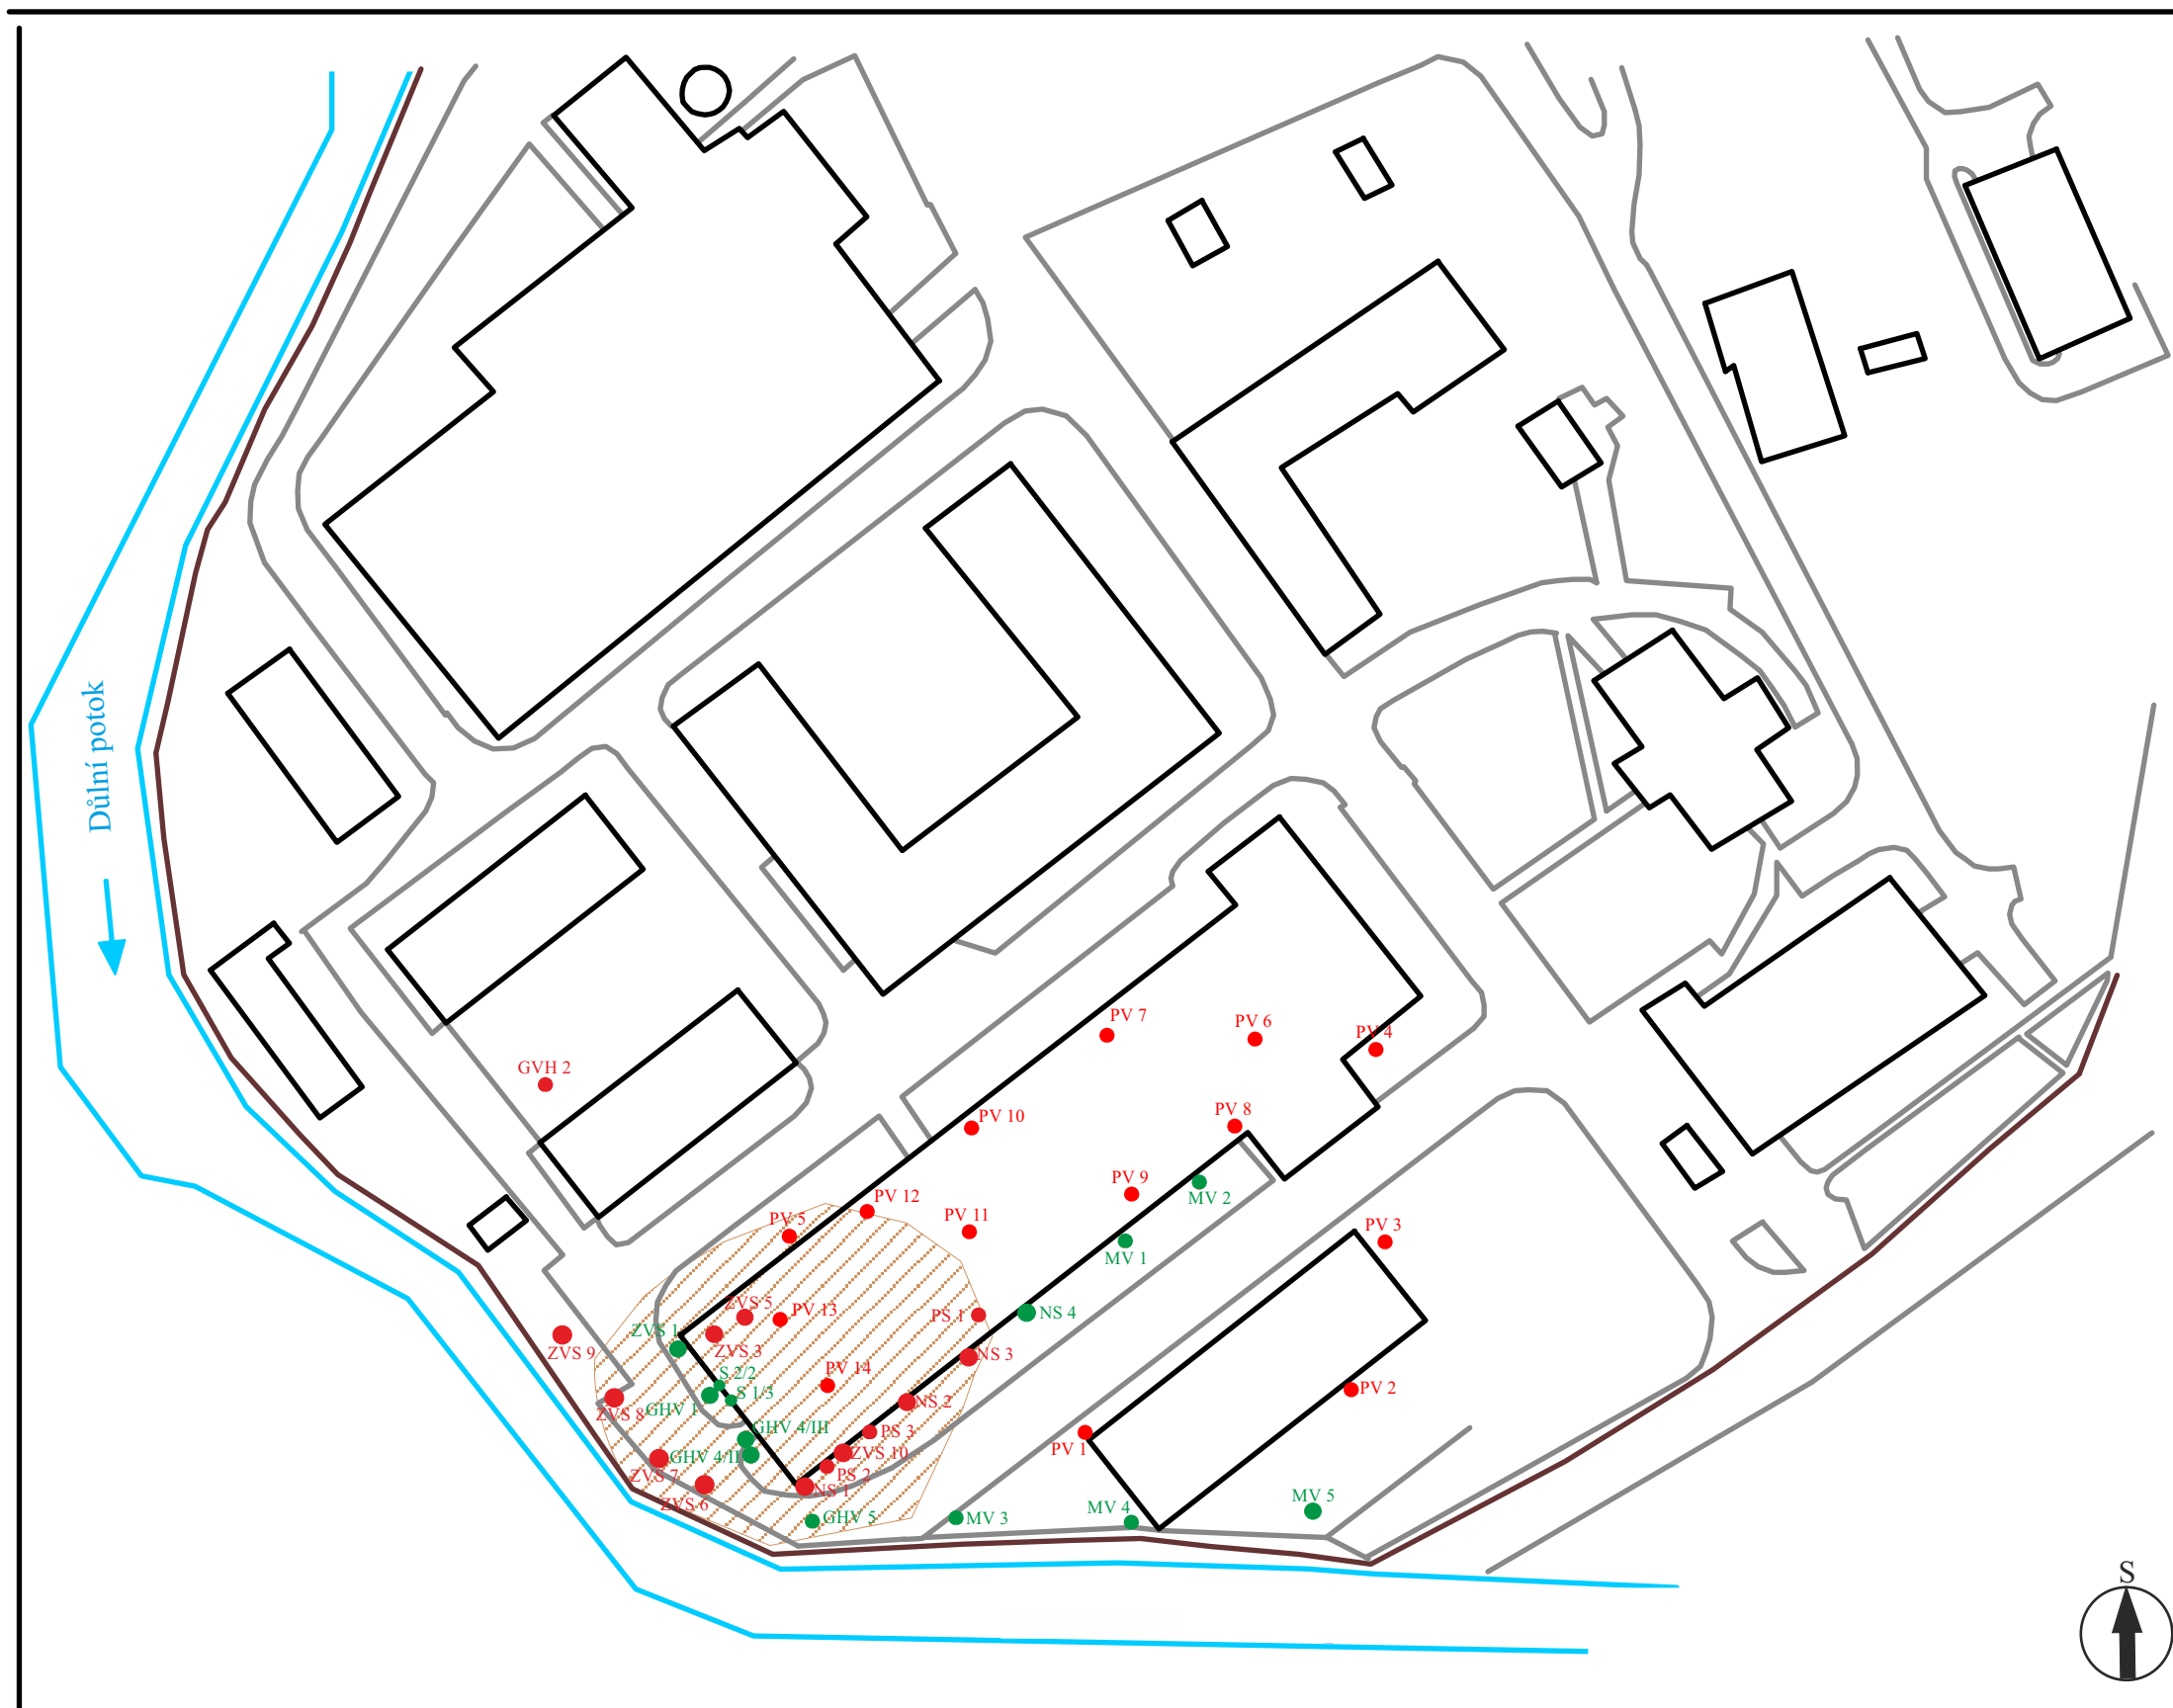 Důlní potok
PV 7
PV 6
PV 4
GVH 2
PV 10
PV 8
PV 9
MV 2
PV 12
PV 5
PV 11
PV 3
MV 1
ZVS 5
PV 13
PS 1
NS 4
ZVS 1
ZVS 3
ZVS 9
NS 3
S 2/2
PV 14
S 1/3
PV 2
GHV 1
NS 2
ZVS 8
GHV 4/III
PS 3
PV 1
GHV 4/II
ZVS 10
ZVS 7
PS 2
NS 1
ZVS 6
MV 5
MV 4
GHV 5
MV 3
S